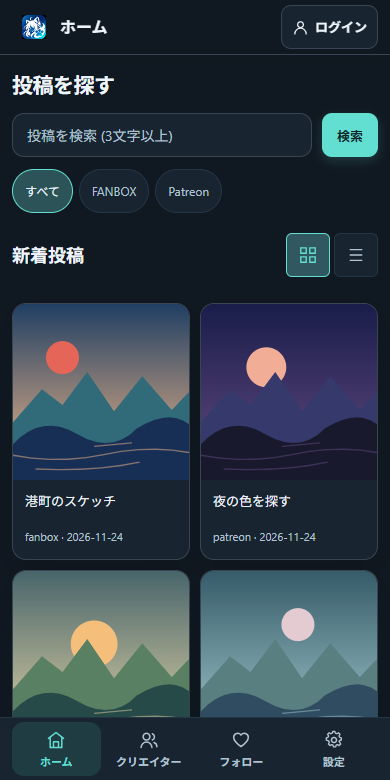 ホーム
ログイン
投稿を探す
投稿を検索 (3文字以上)
検索
すべて
FANBOX
Patreon
新着投稿
港町のスケッチ
fanbox · 2026-11-24
夜の色を探す
patreon · 2026-11-24
ホーム
クリエイター
フォロー
設定